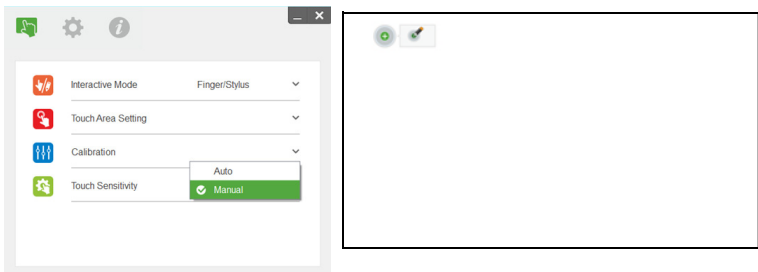 Interactive Mode Finger/Stylus
Touch Area Setting
Calibration
Auto
Touch Sensitivity
Manual